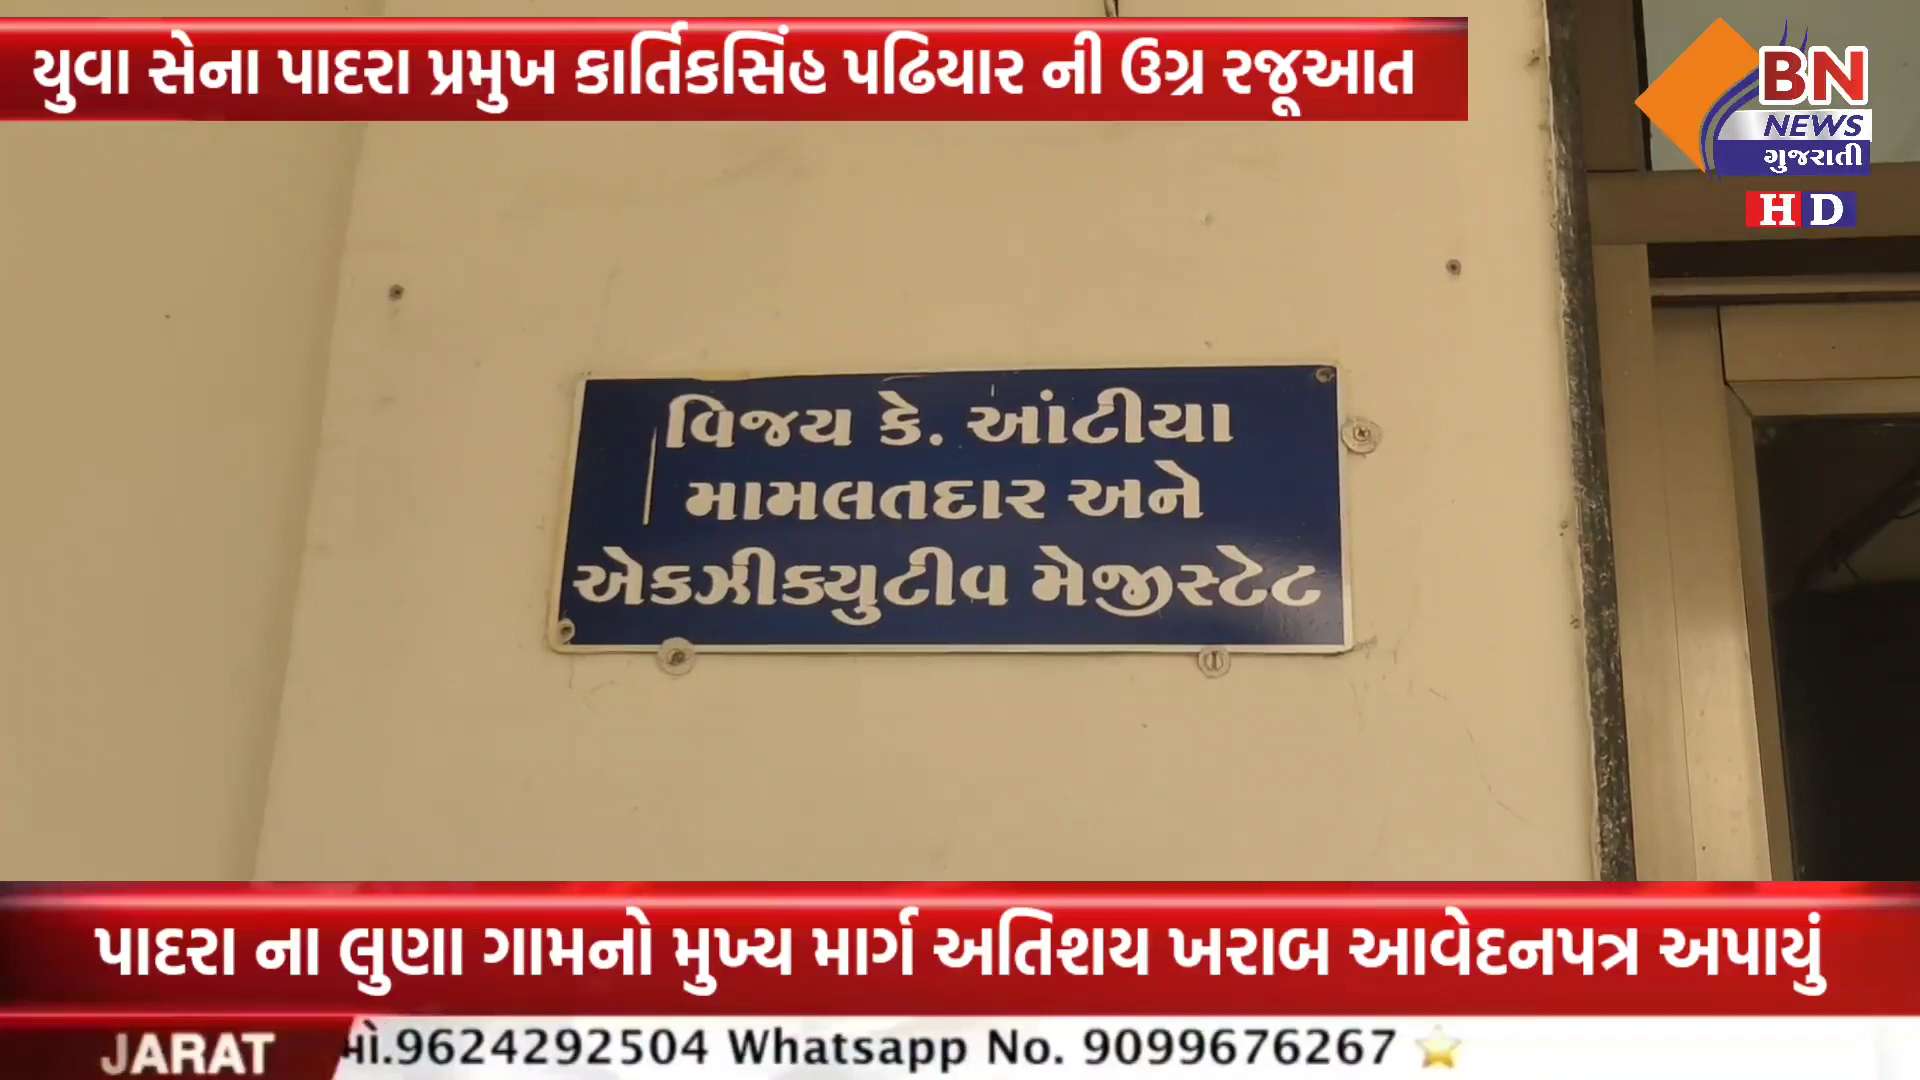 યુવા સેના પાદરા પ્રમુખ કાર્તિકસિંહ પઢિયાર ની ઉગ્ર રજૂઆત
BN
NEWS
ગુજરાતી
HD
વિજય કે. આંટીયા
મામલતદાર અને
એકઝીક્યુટીવ મેજીસ્ટેટ
પાદરા ના લુણા ગામનો મુખ્ય માર્ગ અતિશય ખરાબ આવેદનપત્ર અપાયું
JARAT મો.9624292504 Whatsapp No. 9099676267